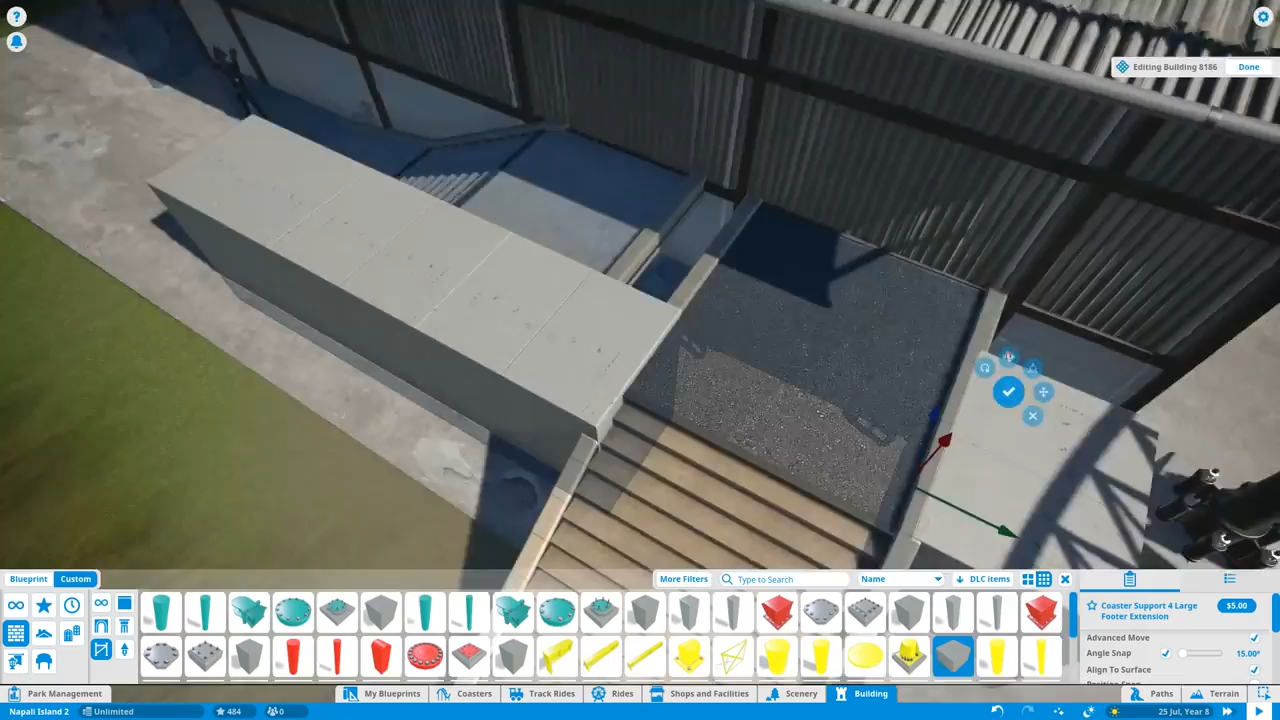 ?
Editing Building 8186 Done
Blueprint Custom More Filters Type to Search Name DLC items
Coaster Support 4 Large
Footer Extension
$5.00
Advanced Move
Angle Snap 15.00°
Align To Surface
Park Management My Blueprints Coasters Track Rides Rides Shops and Facilities Scenery Building Paths Terrain
Napali Island 2 Unlimited 484 0 25 Jul, Year 8